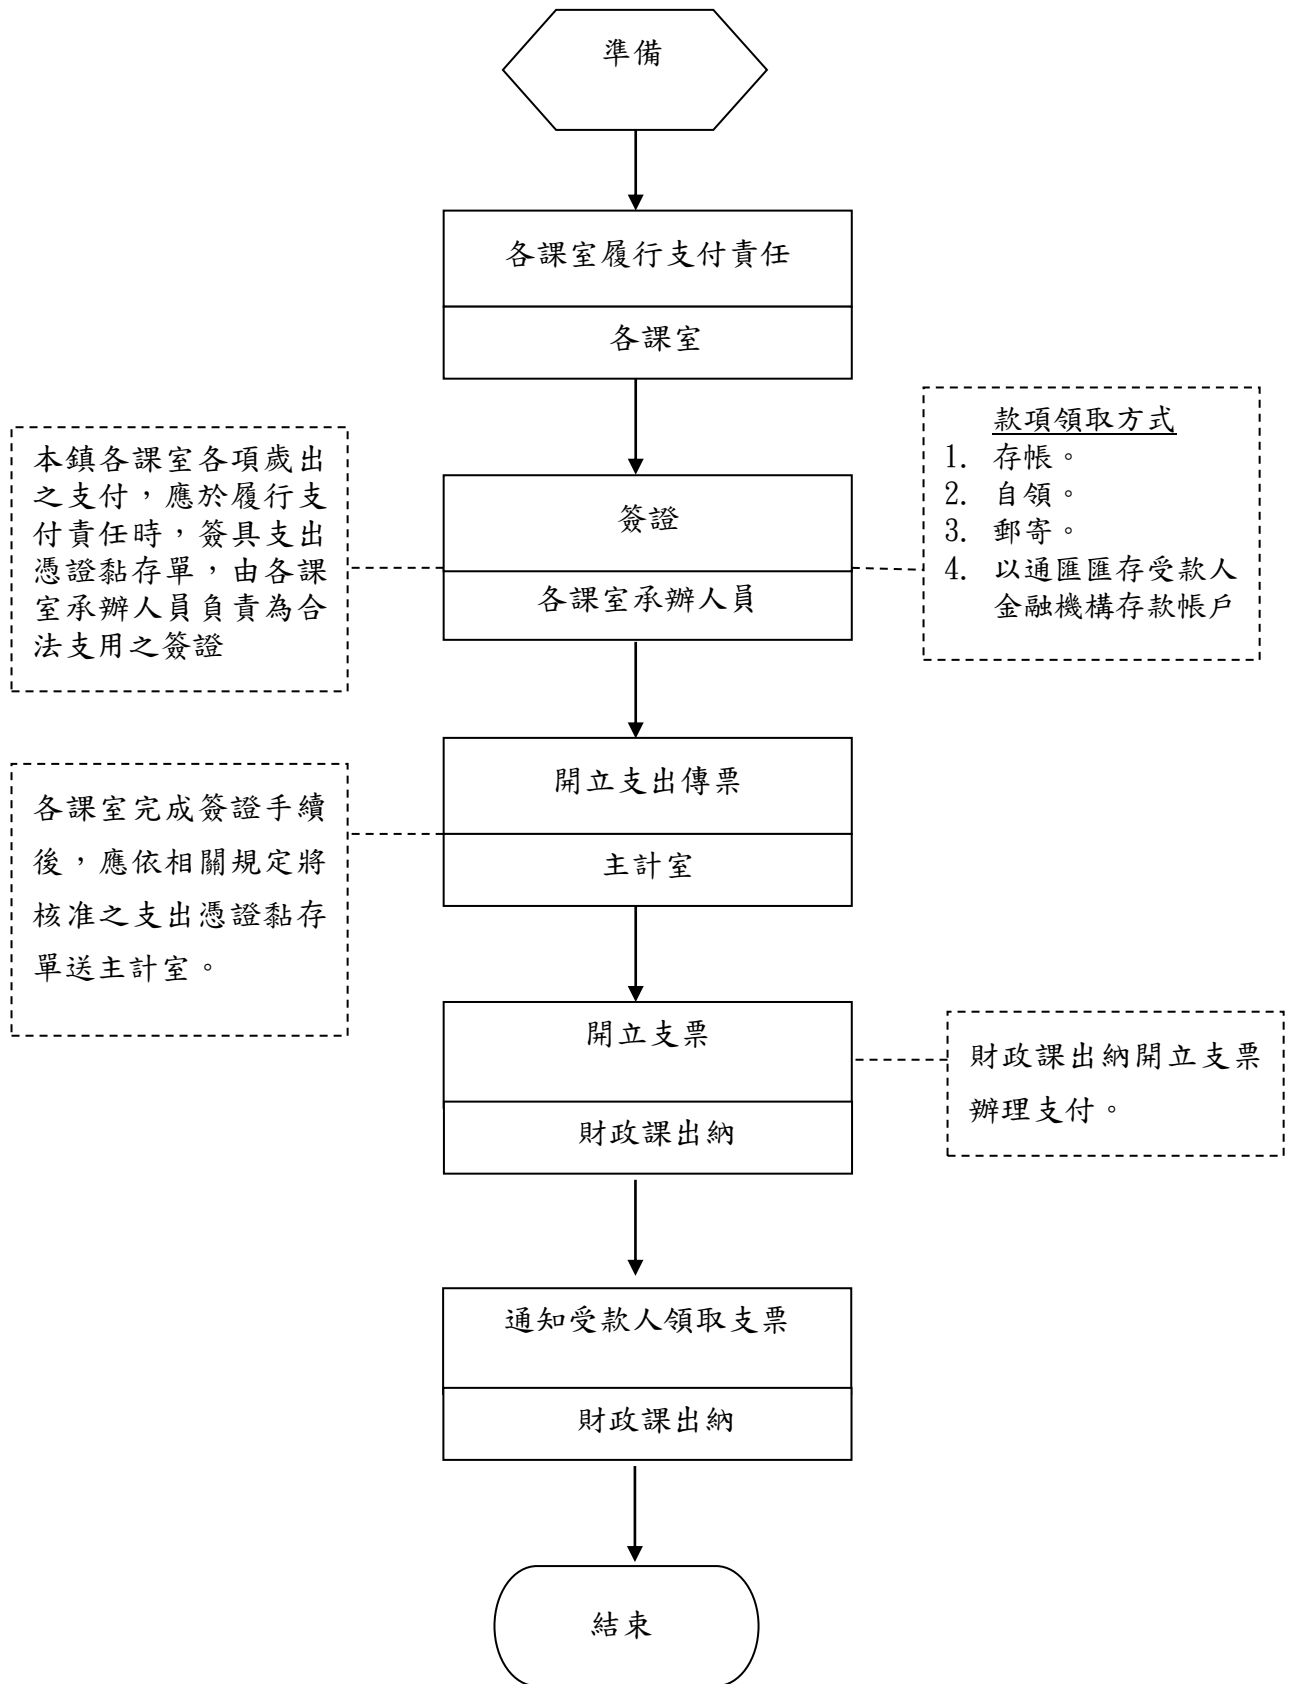 準備
各課室履行支付責任
各課室
款項領取方式
1. 存帳。
2. 自領。
3. 郵寄。
4. 以通匯匯存受款人
金融機構存款帳戶
本鎮各課室各項歲出
之支付，應於履行支
付責任時，簽具支出
憑證黏存單，由各課
室承辦人員負責為合
法支用之簽證
簽證
各課室承辦人員
開立支出傳票
主計室
各課室完成簽證手續
後，應依相關規定將
核准之支出憑證黏存
單送主計室。
開立支票
財政課出納
財政課出納開立支票
辦理支付。
通知受款人領取支票
財政課出納
結束